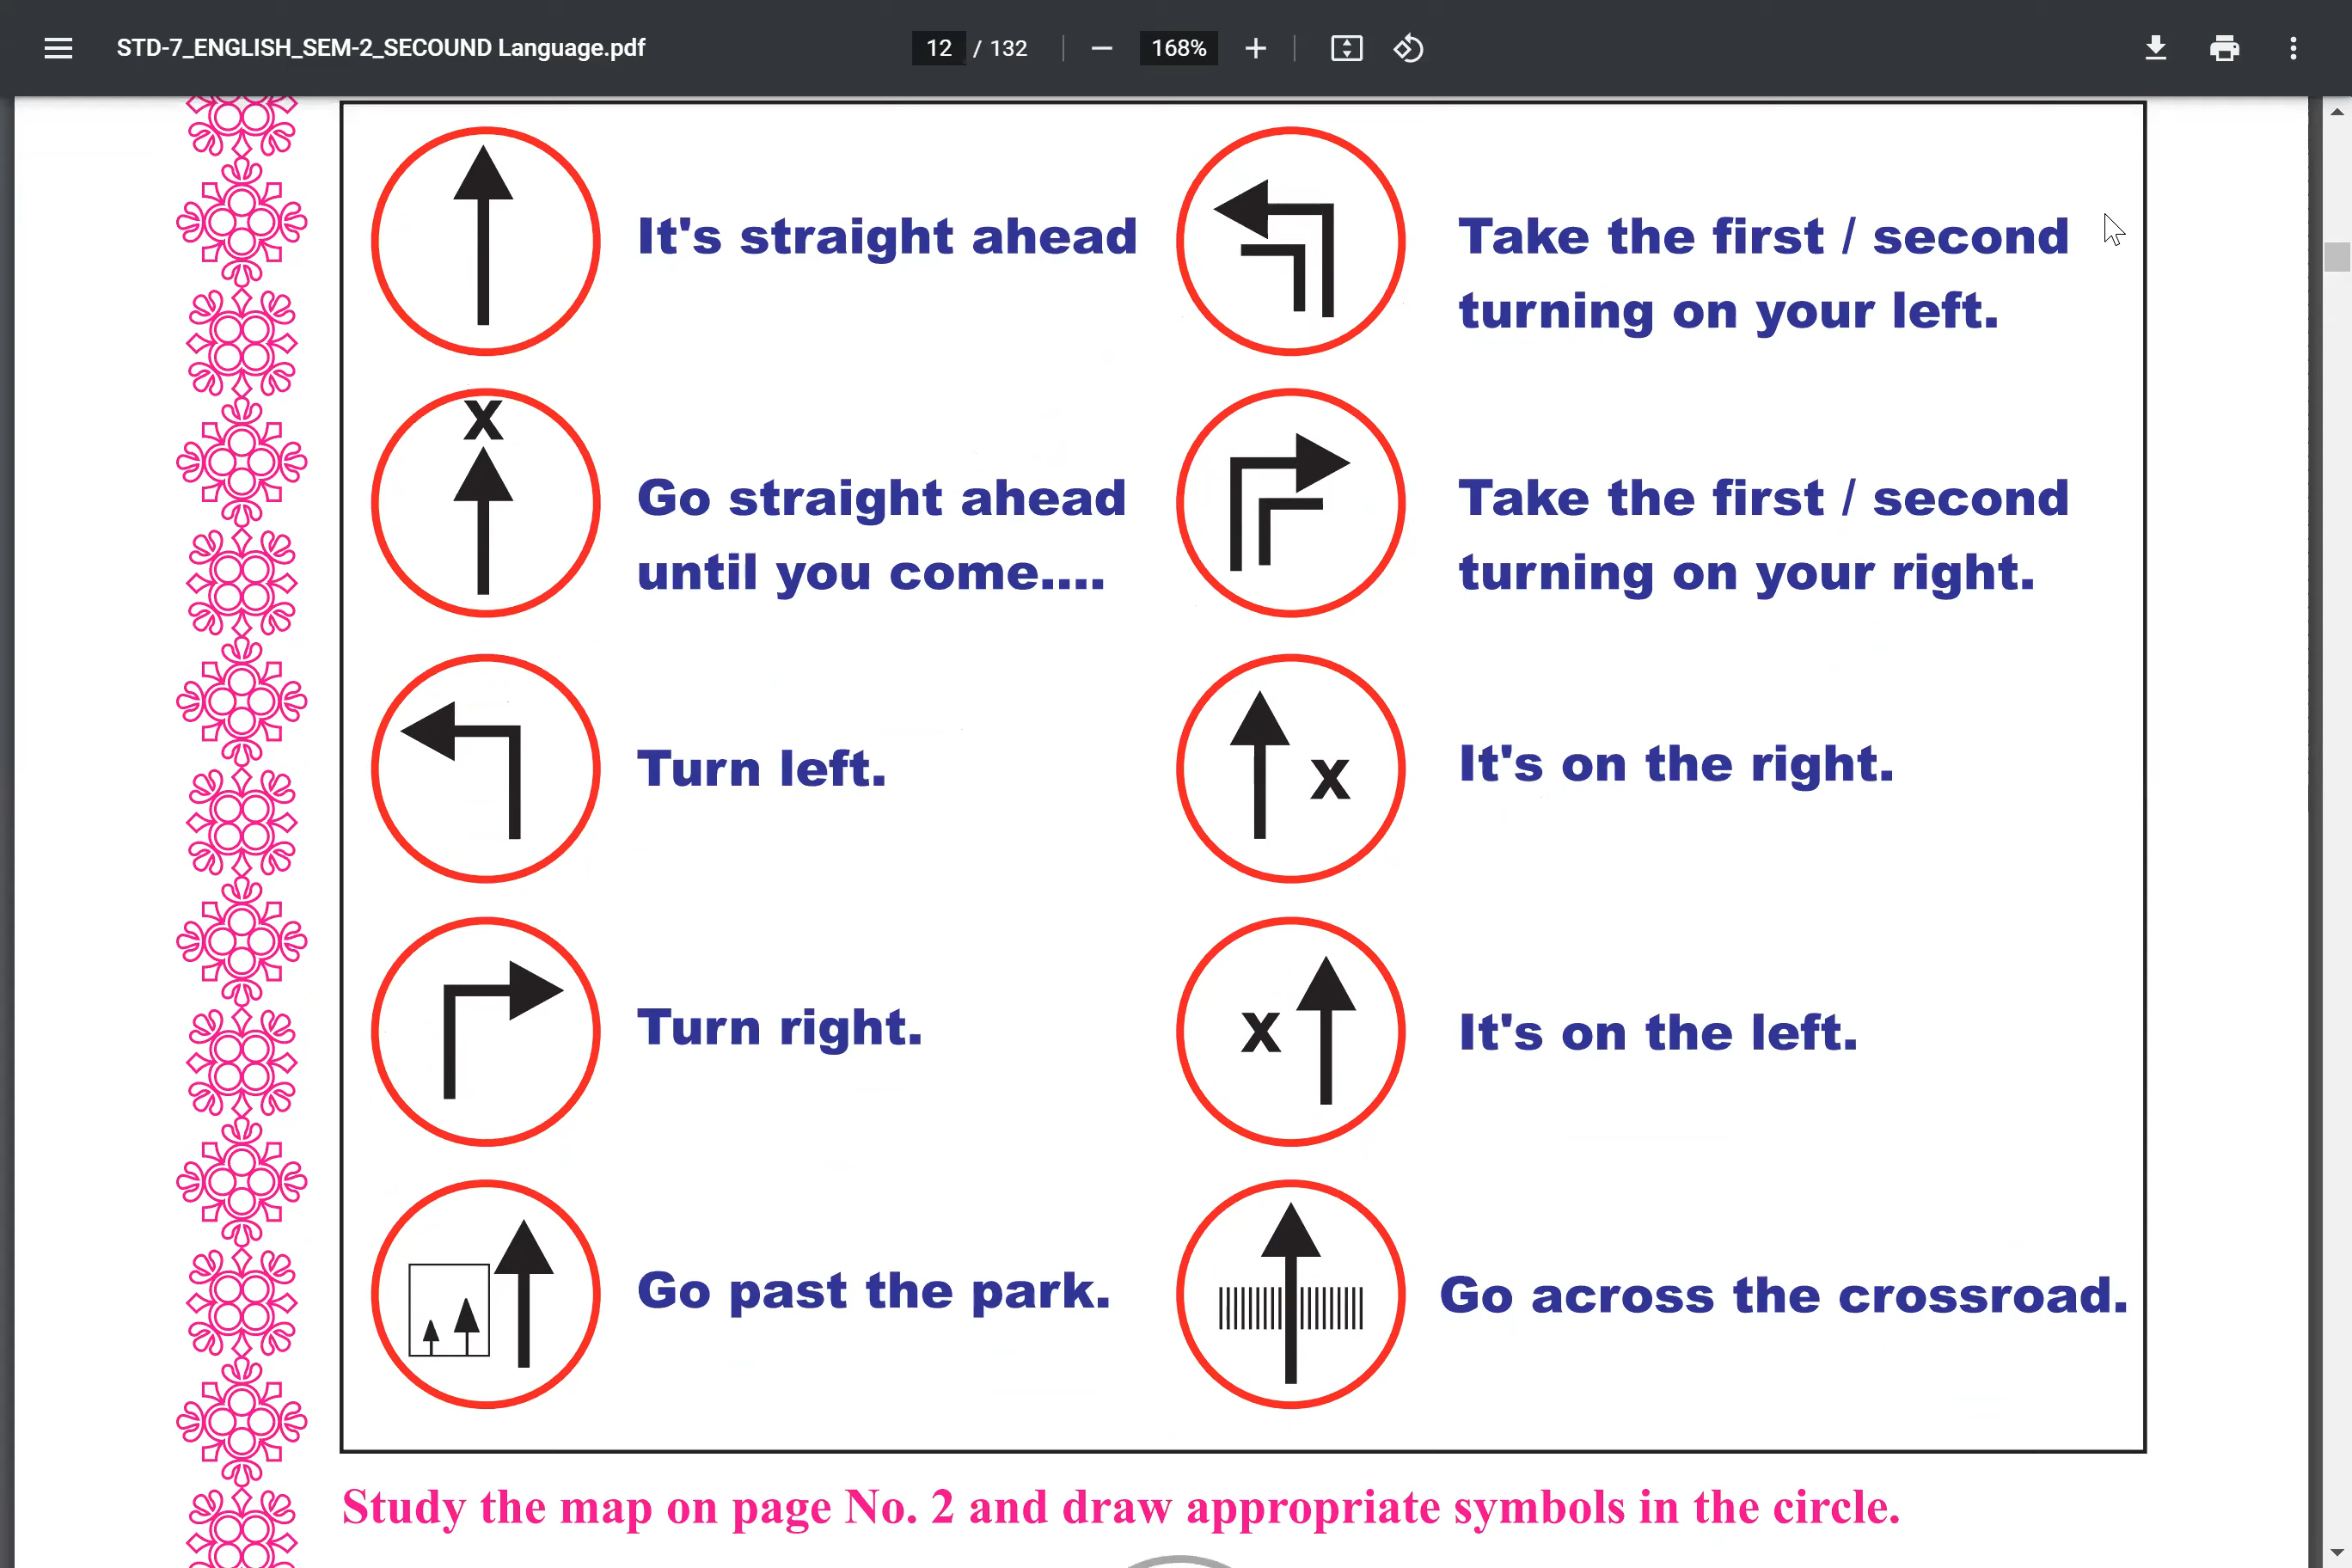 STD-7_ENGLISH_SEM-2_SECOUND Language.pdf
12 / 132
168%
It's straight ahead
Take the first / second
turning on your left.
X
Go straight ahead
until you come....
Take the first / second
turning on your right.
Turn left.
X
It's on the right.
Turn right.
X
It's on the left.
Go past the park.
Go across the crossroad.
Study the map on page No. 2 and draw appropriate symbols in the circle.